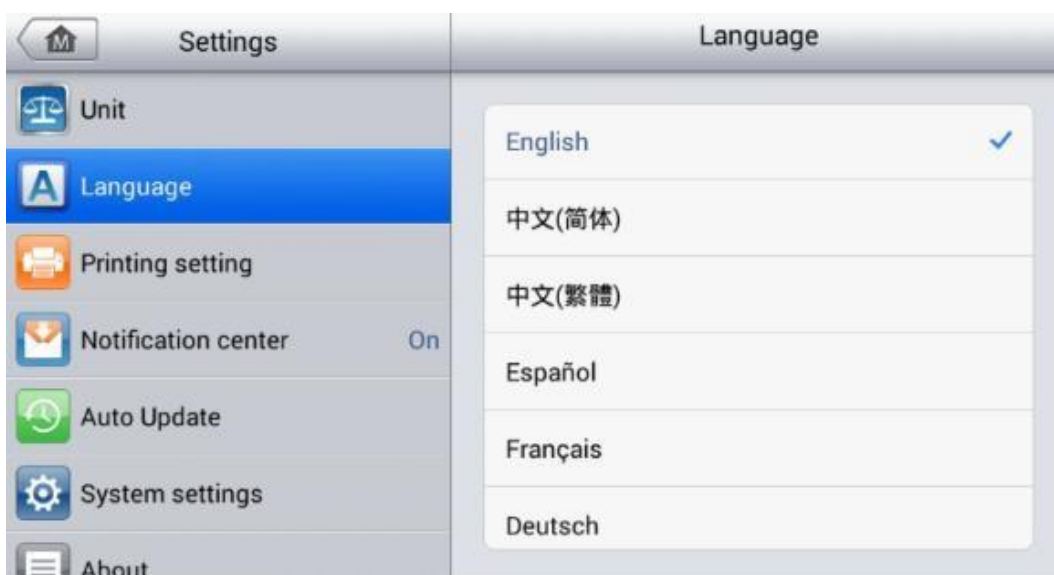 Settings
Unit
Language
Printing setting
Notification center On
Auto Update
System settings
About
Language
English
中文(简体)
中文(繁體)
Español
Français
Deutsch